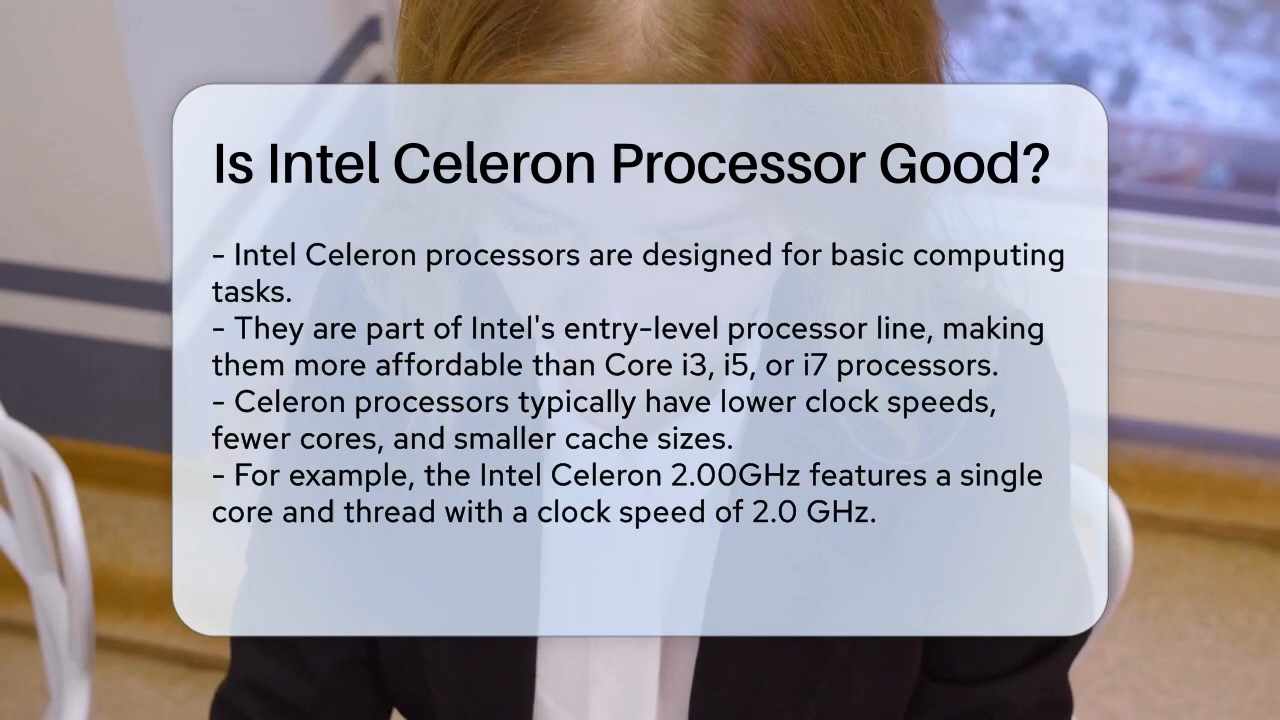 Is Intel Celeron Processor Good?
- Intel Celeron processors are designed for basic computing
tasks.
- They are part of Intel's entry-level processor line, making
them more affordable than Core i3, i5, or i7 processors.
- Celeron processors typically have lower clock speeds,
fewer cores, and smaller cache sizes.
- For example, the Intel Celeron 2.00GHz features a single
core and thread with a clock speed of 2.0 GHz.